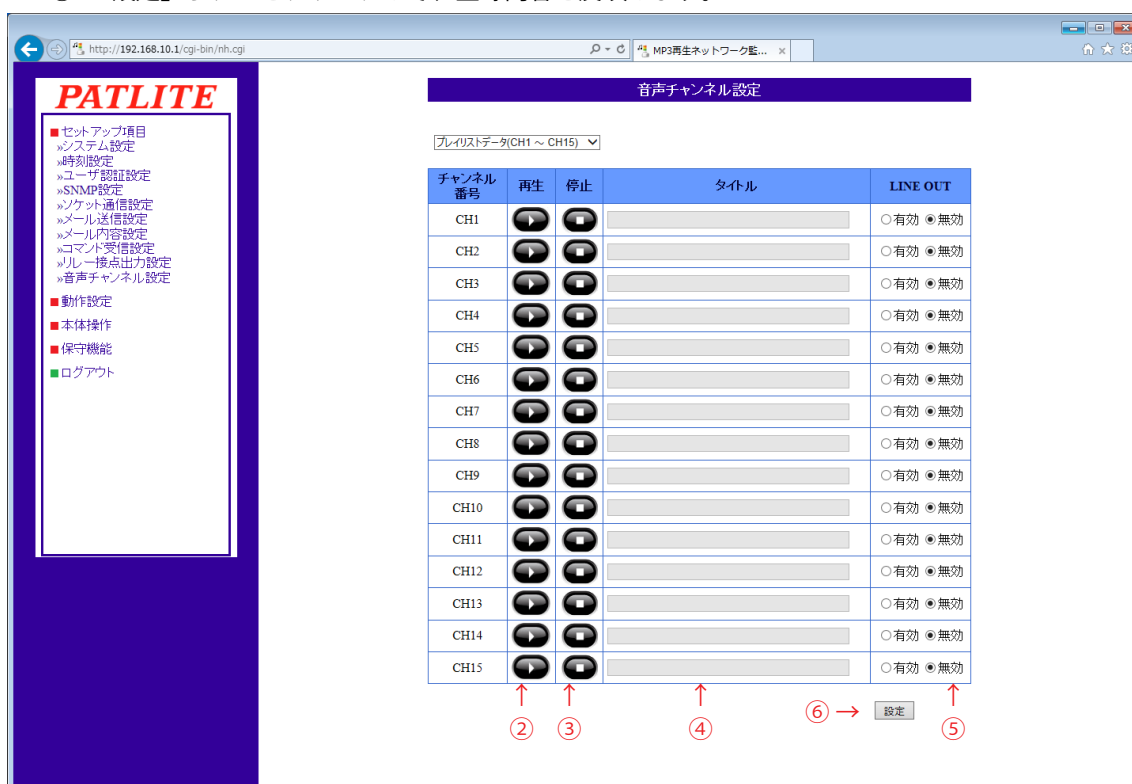 http://192.168.10.1/cgi-bin/nh.cgi
MP3再生ネットワーク監...
PATLITE
■セットアップ項目
»システム設定
»時刻設定
»ユーザ認証設定
»SNMP設定
»ソケット通信設定
»メール送信設定
»メール内容設定
»コマンド受信設定
»リレー接点出力設定
»音声チャンネル設定
■動作設定
■本体操作
■保守機能
■ログアウト
音声チャンネル設定
プレイリストデータ(CH1 ～ CH15)
チャンネル番号 再生 停止 タイトル LINE OUT
CH1 ○有効 ◉無効
CH2 ○有効 ◉無効
CH3 ○有効 ◉無効
CH4 ○有効 ◉無効
CH5 ○有効 ◉無効
CH6 ○有効 ◉無効
CH7 ○有効 ◉無効
CH8 ○有効 ◉無効
CH9 ○有効 ◉無効
CH10 ○有効 ◉無効
CH11 ○有効 ◉無効
CH12 ○有効 ◉無効
CH13 ○有効 ◉無効
CH14 ○有効 ◉無効
CH15 ○有効 ◉無効
⑥→ 設定
② ③ ④ ⑤